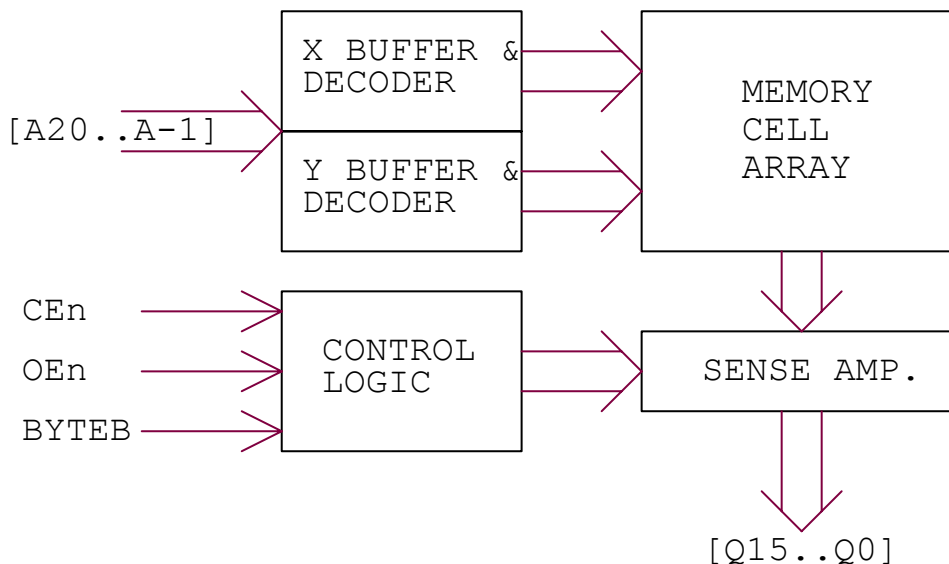 X BUFFER &
DECODER
MEMORY
CELL
ARRAY
[A20..A-1]
Y BUFFER &
DECODER
CEn
OEn
BYTEB
CONTROL
LOGIC
SENSE AMP.
[Q15..Q0]